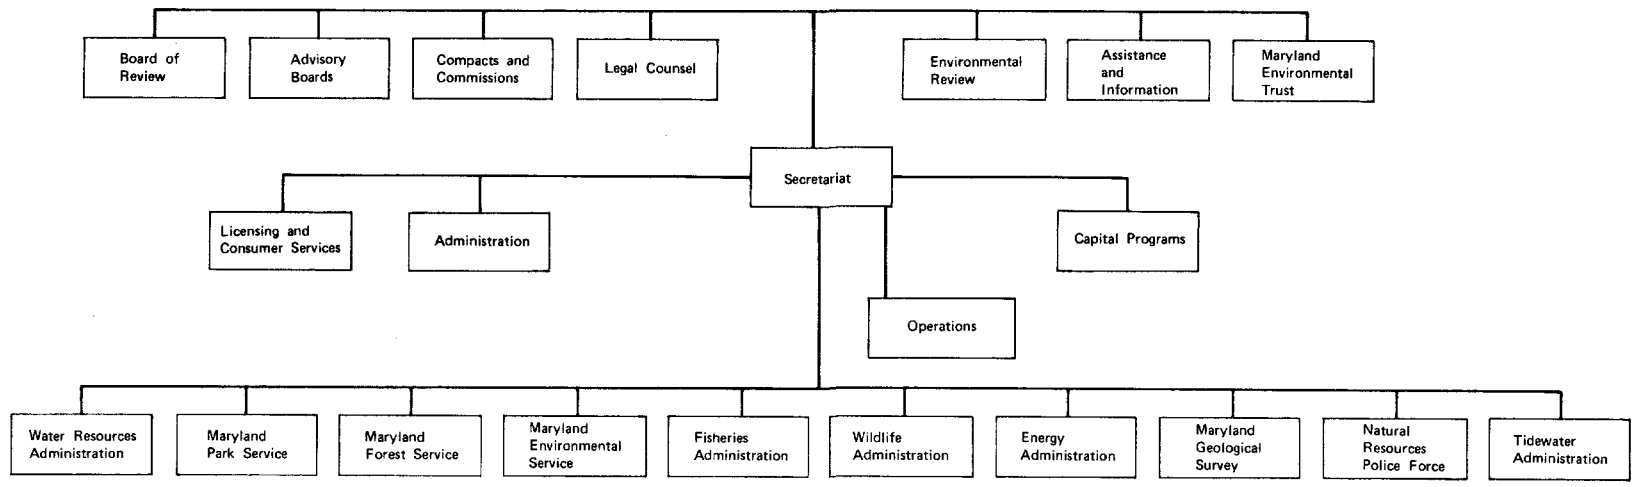 Board of
Review
Advisory
Boards
Compacts and
Commissions
Legal Counsel
Environmental
Review
Assistance
and
Information
Maryland
Environmental
Trust
Secretariat
Licensing and
Consumer Services
Administration
Capital Programs
Operations
Water Resources
Administration
Maryland
Park Service
Maryland
Forest Service
Maryland
Environmental
Service
Fisheries
Administration
Wildlife
Administration
Energy
Administration
Maryland
Geological
Survey
Natural
Resources
Police Force
Tidewater
Administration